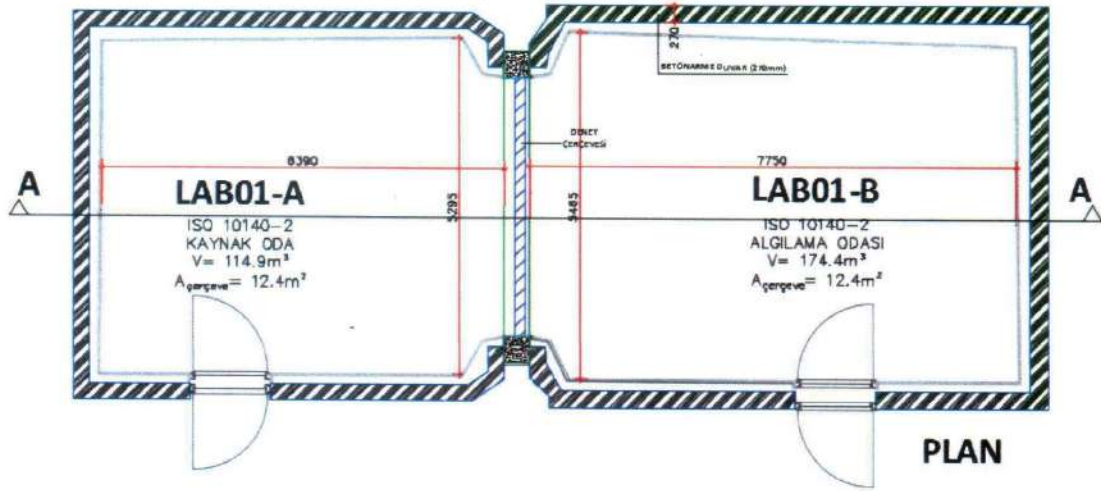 270
BETONARME DUVAR (270mm)
DENEY
ÇERÇEVESİ
6390
7750
A
LAB01-A
LAB01-B
A
5295
5485
ISO 10140-2
KAYNAK ODA
V= 114.9m³
Açerçeve= 12.4m²
ISO 10140-2
ALGILAMA ODASI
V= 174.4m³
Açerçeve= 12.4m²
PLAN